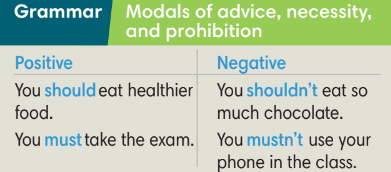 Grammar
Modals of advice, necessity,
and prohibition
Positive
You should eat healthier
food.
You must take the exam.
Negative
You shouldn't eat so
much chocolate.
You mustn't use your
phone in the class.